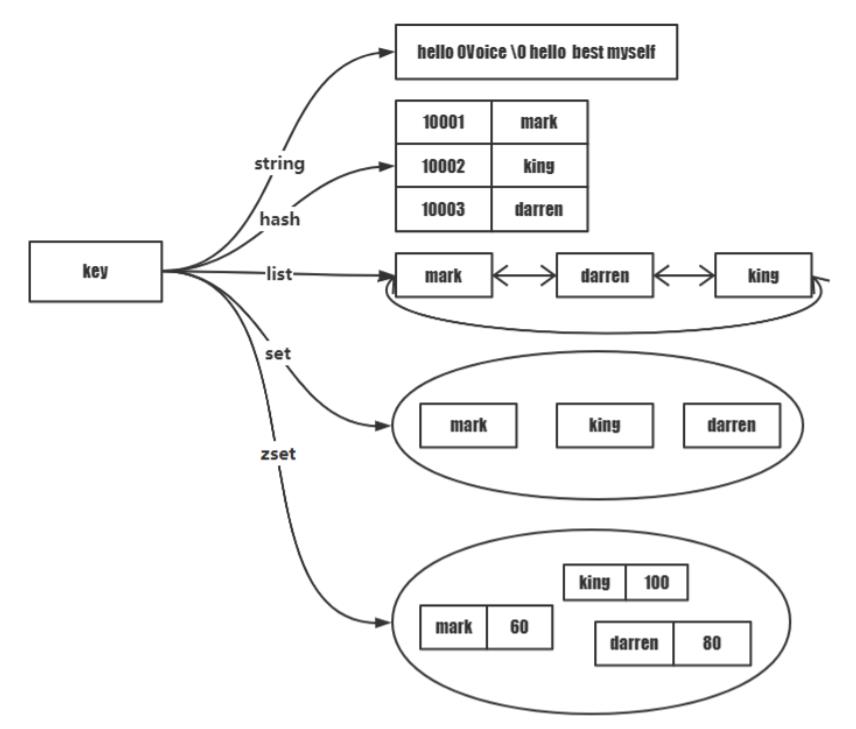 hello 0Voice \0 hello best myself
10001 mark
string
10002 king
hash
10003 darren
key
list
mark darren king
set
mark king darren
zset
king 100
mark 60
darren 80